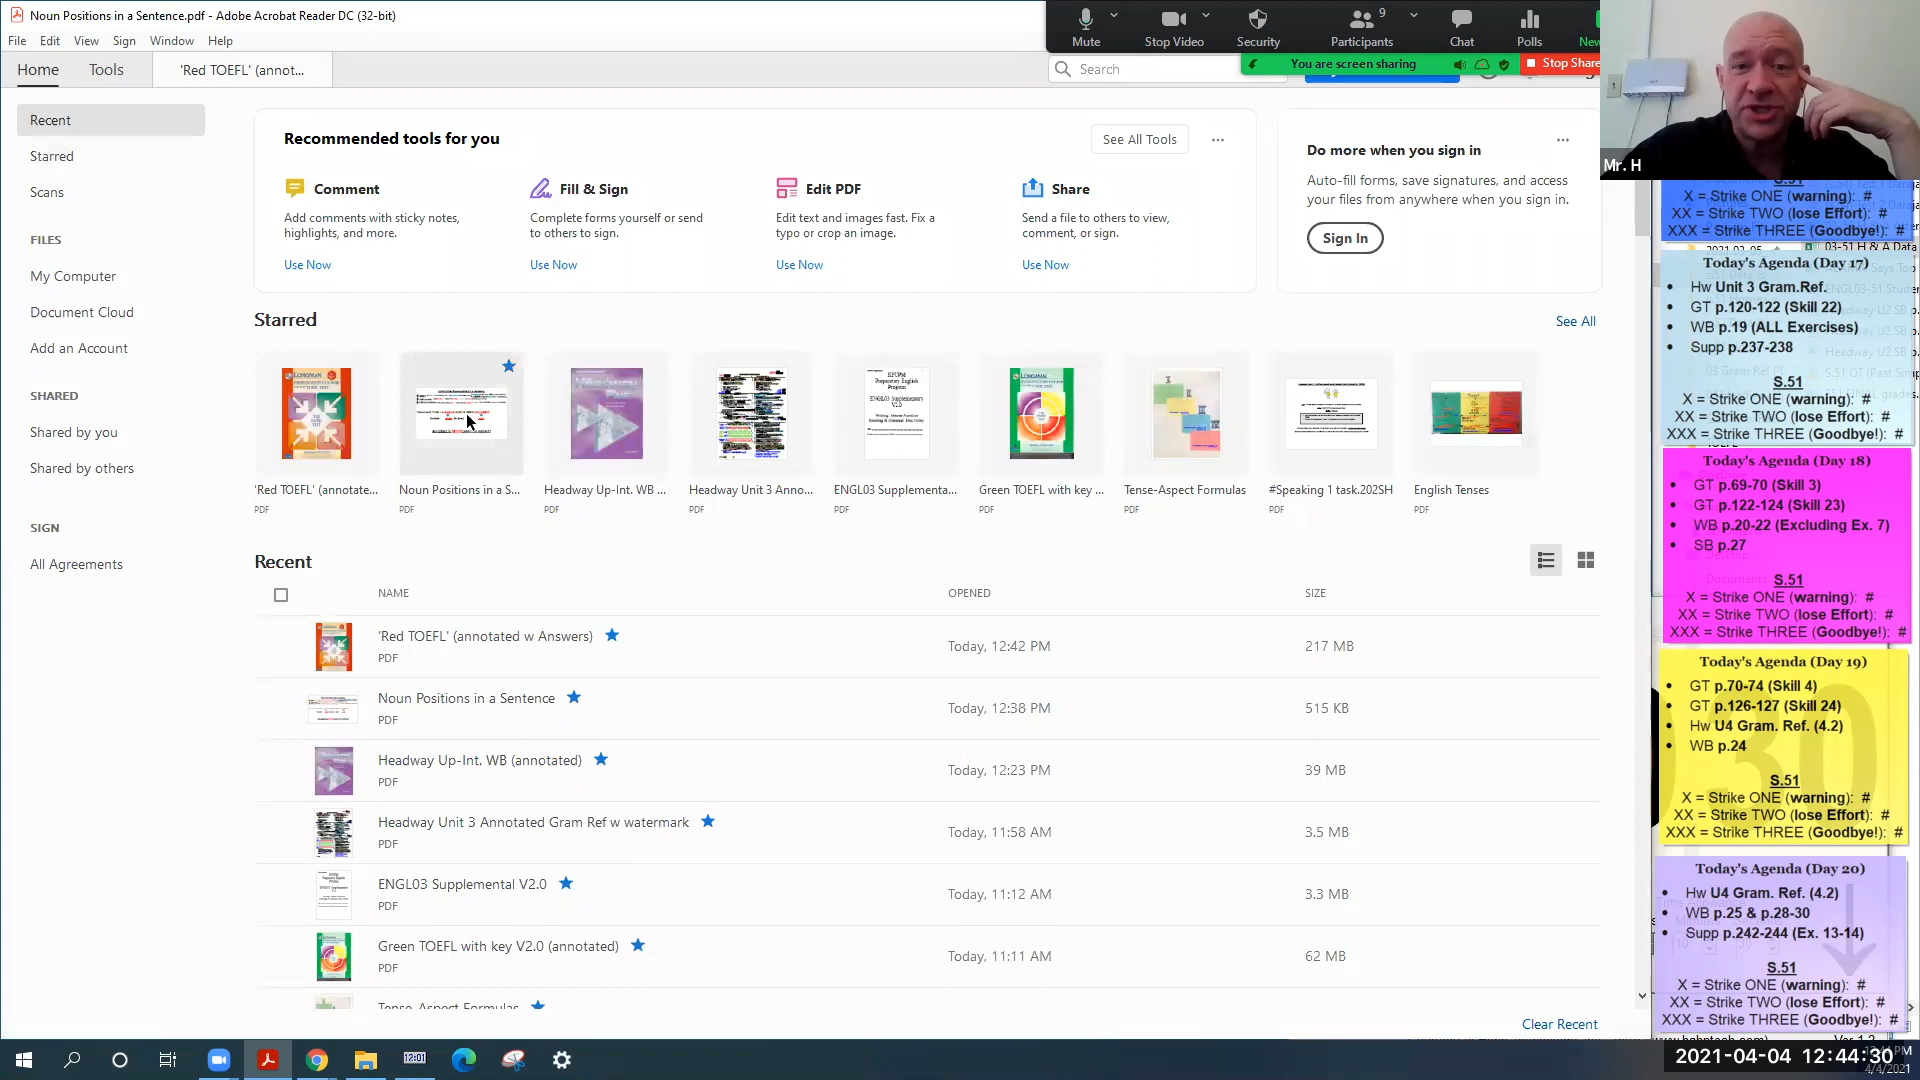 Noun Positions in a Sentence.pdf - Adobe Acrobat Reader DC (32-bit)
File Edit View Sign Window Help
Home Tools 'Red TOEFL' (annot...
Search
Mute Stop Video Security Participants 9 Chat Polls
You are screen sharing Stop Share
Mr. H
Recent
Starred
Scans
FILES
My Computer
Document Cloud
Add an Account
SHARED
Shared by you
Shared by others
SIGN
All Agreements
Recommended tools for you
See All Tools
Comment
Add comments with sticky notes,
highlights, and more.
Use Now
Fill & Sign
Complete forms yourself or send
to others to sign.
Use Now
Edit PDF
Edit text and images fast. Fix a
typo or crop an image.
Use Now
Share
Send a file to others to view,
comment, or sign.
Use Now
Do more when you sign in
Auto-fill forms, save signatures, and access
your files from anywhere when you sign in.
Sign In
Starred
See All
'Red TOEFL' (annotate...
PDF
Noun Positions in a S...
PDF
Headway Up-Int. WB ...
PDF
Headway Unit 3 Anno...
PDF
ENGL03 Supplementa...
PDF
Green TOEFL with key ...
PDF
Tense-Aspect Formulas
PDF
#Speaking 1 task.202SH
PDF
English Tenses
PDF
Recent
NAME OPENED SIZE
'Red TOEFL' (annotated w Answers)
PDF
Today, 12:42 PM 217 MB
Noun Positions in a Sentence
PDF
Today, 12:38 PM 515 KB
Headway Up-Int. WB (annotated)
PDF
Today, 12:23 PM 39 MB
Headway Unit 3 Annotated Gram Ref w watermark
PDF
Today, 11:58 AM 3.5 MB
ENGL03 Supplemental V2.0
PDF
Today, 11:12 AM 3.3 MB
Green TOEFL with key V2.0 (annotated)
PDF
Today, 11:11 AM 62 MB
Tense-Aspect Formulas
Clear Recent
S.51
X = Strike ONE (warning): #
XX = Strike TWO (lose Effort): #
XXX = Strike THREE (Goodbye!): #
Today's Agenda (Day 17)
• Hw Unit 3 Gram.Ref.
• GT p.120-122 (Skill 22)
• WB p.19 (ALL Exercises)
• Supp p.237-238
S.51
X = Strike ONE (warning): #
XX = Strike TWO (lose Effort): #
XXX = Strike THREE (Goodbye!): #
Today's Agenda (Day 18)
• GT p.69-70 (Skill 3)
• GT p.122-124 (Skill 23)
• WB p.20-22 (Excluding Ex. 7)
• SB p.27
S.51
X = Strike ONE (warning): #
XX = Strike TWO (lose Effort): #
XXX = Strike THREE (Goodbye!): #
Today's Agenda (Day 19)
• GT p.70-74 (Skill 4)
• GT p.126-127 (Skill 24)
• Hw U4 Gram. Ref. (4.2)
• WB p.24
S.51
X = Strike ONE (warning): #
XX = Strike TWO (lose Effort): #
XXX = Strike THREE (Goodbye!): #
Today's Agenda (Day 20)
• Hw U4 Gram. Ref. (4.2)
• WB p.25 & p.28-30
• Supp p.242-244 (Ex. 13-14)
S.51
X = Strike ONE (warning): #
XX = Strike TWO (lose Effort): #
XXX = Strike THREE (Goodbye!): #
12:01
2021-04-04 12:44:30
4/4/2021